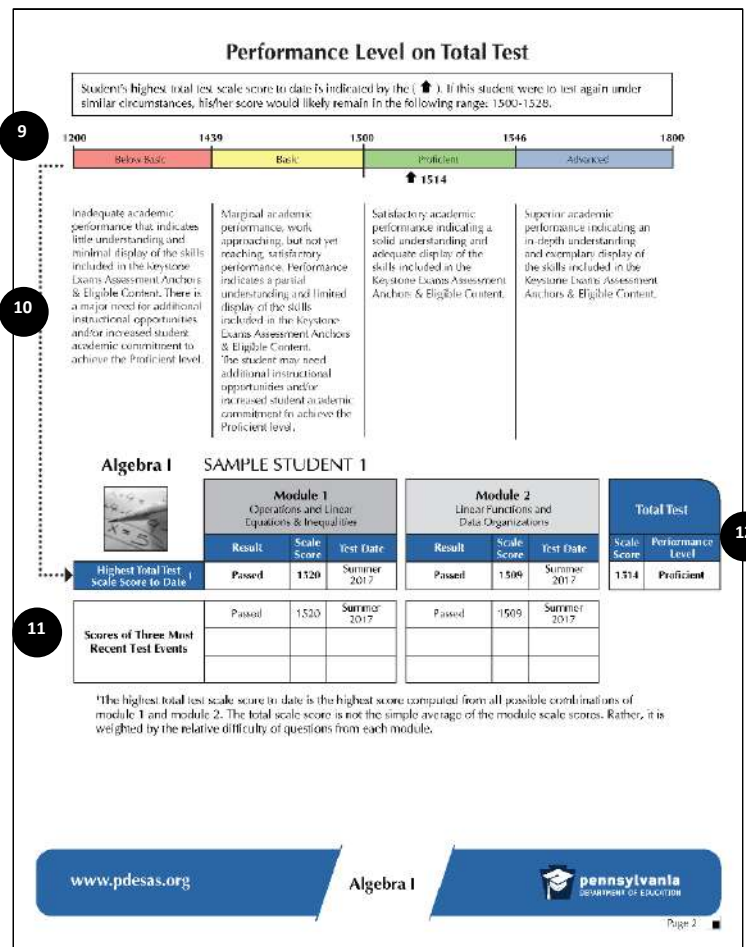 Performance Level on Total Test
Student's highest total test scale score to date is indicated by the ( ⬆ ). If this student were to test again under
similar circumstances, his/her score would likely remain in the following range: 1500-1528.
9
1200 1439 1500 1546 1800
Below Basic Basic Proficient Advanced
⬆ 1514
Inadequate academic
performance that indicates
little understanding and
minimal display of the skills
included in the Keystone
Exams Assessment Anchors
& Eligible Content. There is
a major need for additional
instructional opportunities
and/or increased student
academic commitment to
achieve the Proficient level.
Marginal academic
performance, work
approaching, but not yet
reaching, satisfactory
performance. Performance
indicates a partial
understanding and limited
display of the skills
included in the Keystone
Exams Assessment Anchors
& Eligible Content.
The student may need
additional instructional
opportunities and/or
increased student academic
commitment to achieve the
Proficient level.
Satisfactory academic
performance indicating a
solid understanding and
adequate display of the
skills included in the
Keystone Exams Assessment
Anchors & Eligible Content.
Superior academic
performance indicating an
in-depth understanding
and exemplary display of
the skills included in the
Keystone Exams Assessment
Anchors & Eligible Content.
10
Algebra I SAMPLE STUDENT 1
Module 1
Operations and Linear
Equations & Inequalities
Module 2
Linear Functions and
Data Organizations
Total Test
Result Scale Score Test Date Result Scale Score Test Date Scale Score Performance Level
12
Highest Total Test
Scale Score to Date ¹
Passed 1520 Summer 2017 Passed 1509 Summer 2017 1514 Proficient
11
Scores of Three Most
Recent Test Events
Passed 1520 Summer 2017 Passed 1509 Summer 2017
¹The highest total test scale score to date is the highest score computed from all possible combinations of
module 1 and module 2. The total scale score is not the simple average of the module scale scores. Rather, it is
weighted by the relative difficulty of questions from each module.
www.pdesas.org
Algebra I
pennsylvania
DEPARTMENT OF EDUCATION
Page 2